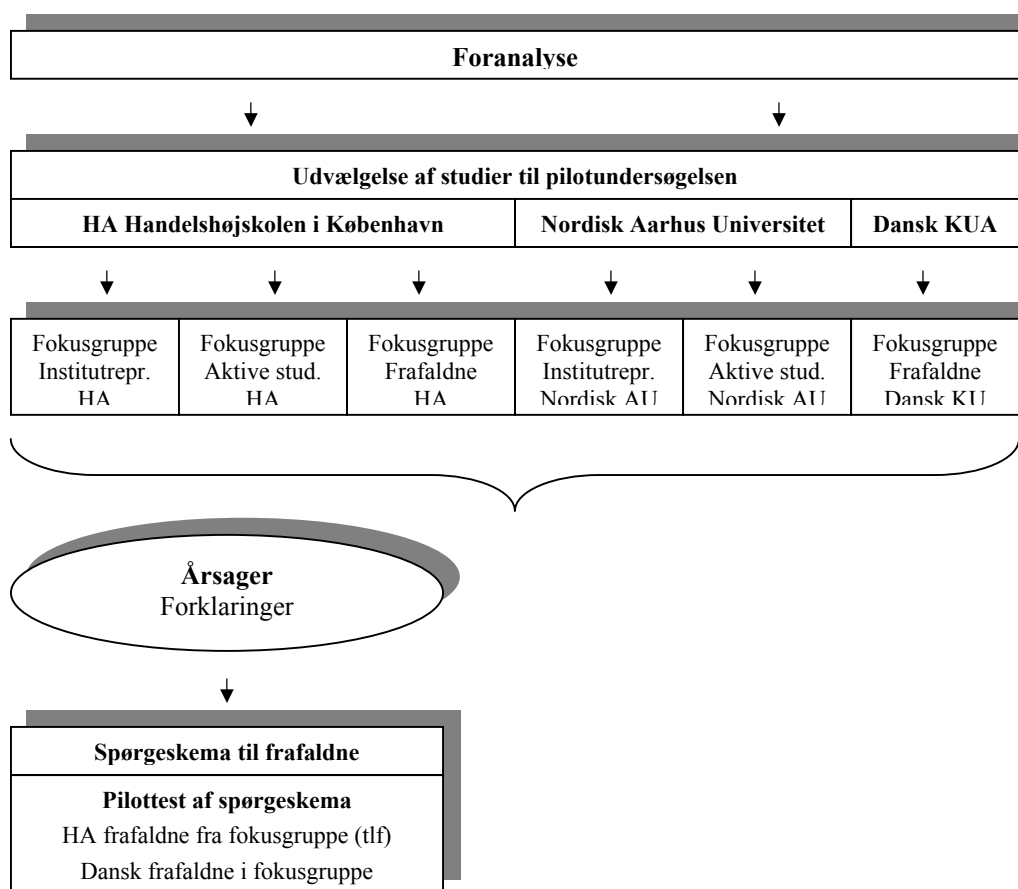 Foranalyse
Udvælgelse af studier til pilotundersøgelsen
HA Handelshøjskolen i København
Nordisk Aarhus Universitet
Dansk KUA
Fokusgruppe
Institutrepr.
HA
Fokusgruppe
Aktive stud.
HA
Fokusgruppe
Frafaldne
HA
Fokusgruppe
Institutrepr.
Nordisk AU
Fokusgruppe
Aktive stud.
Nordisk AU
Fokusgruppe
Frafaldne
Dansk KU
Årsager
Forklaringer
Spørgeskema til frafaldne
Pilottest af spørgeskema
HA frafaldne fra fokusgruppe (tlf)
Dansk frafaldne i fokusgruppe